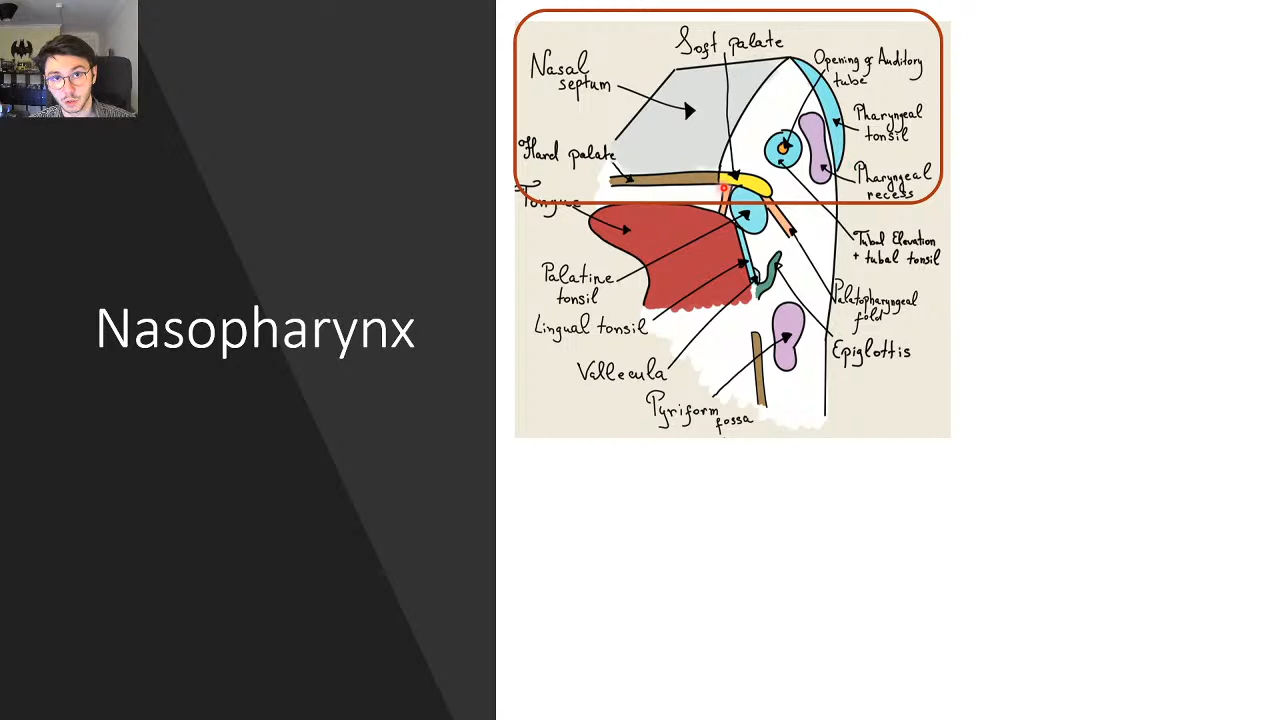 Nasopharynx
Soft palate
Nasal
septum
Opening of Auditory
tube
Pharyngeal
tonsil
Hard palate
Pharyngeal
recess
Tongue
Tubal Elevation
+ tubal tonsil
Palatine
tonsil
Palatopharyngeal
fold
Lingual tonsil
Epiglottis
Vallecula
Pyriform
fossa